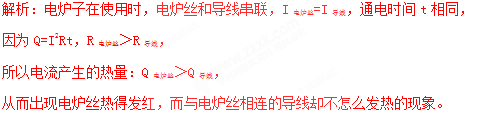 解析：电炉子在使用时，电炉丝和导线串联，I 电炉丝=I 导线，通电时间 t 相同，
因为 Q=I²Rt，R 电炉丝＞R 导线，
所以电流产生的热量：Q 电炉丝＞Q 导线，
从而出现电炉丝热得发红，而与电炉丝相连的导线却不怎么发热的现象。